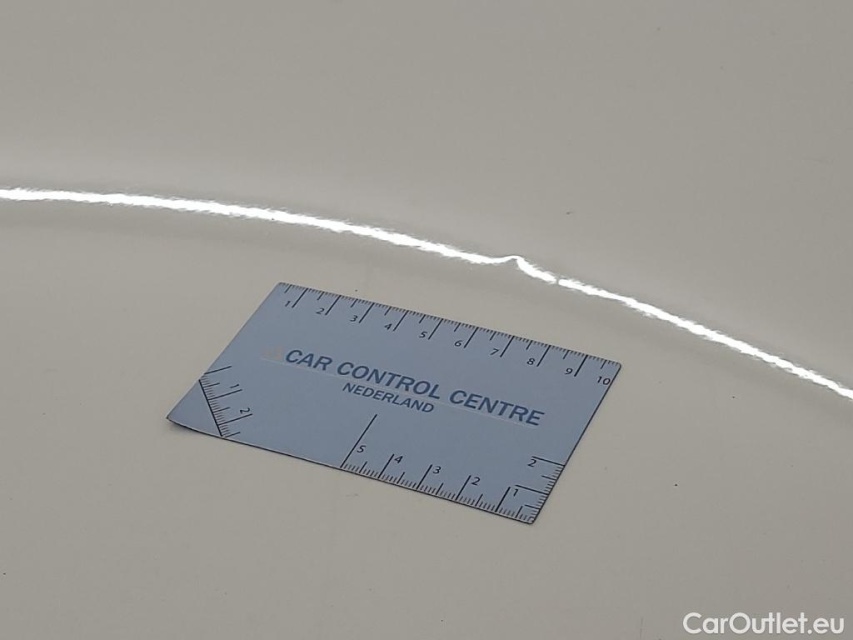 1 2 3 4 5 6 7 8 9 10
CAR CONTROL CENTRE
NEDERLAND
1
2
5 4 3 2 1
2
CarOutlet.eu